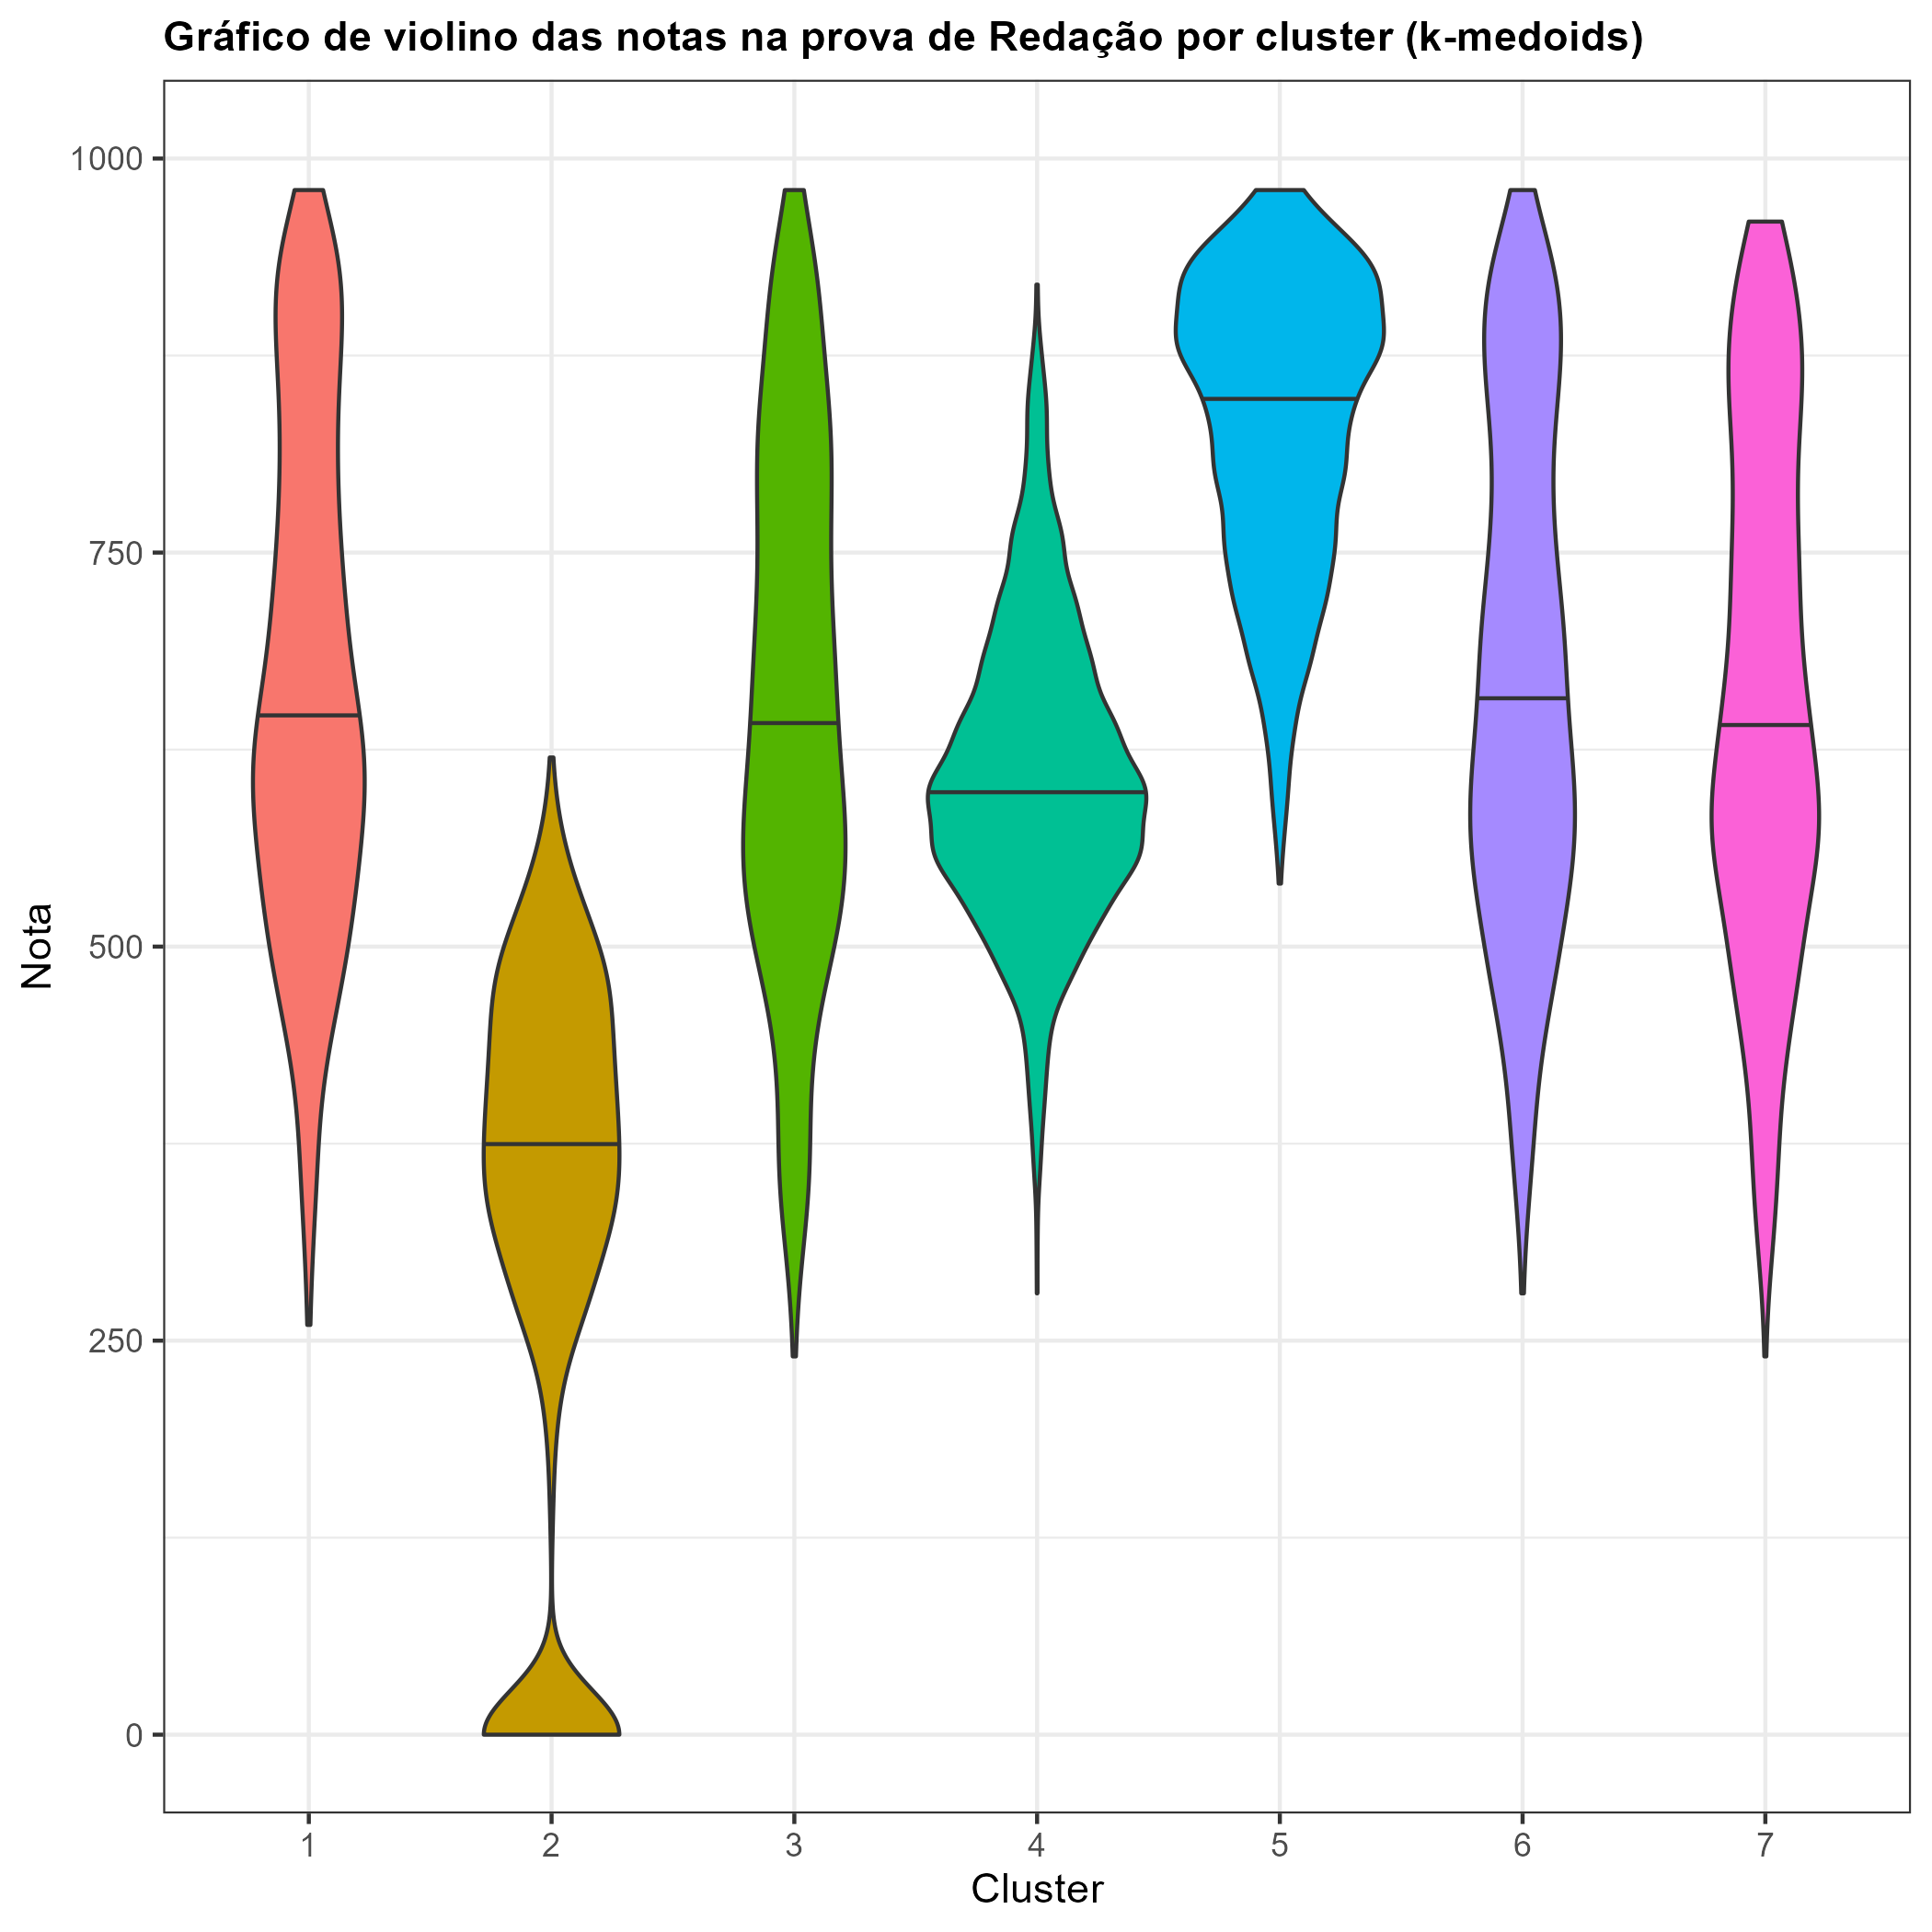 Gráfico de violino das notas na prova de Redação por cluster (k-medoids)
1000
750
500
250
0
Nota
1 2 3 4 5 6 7
Cluster